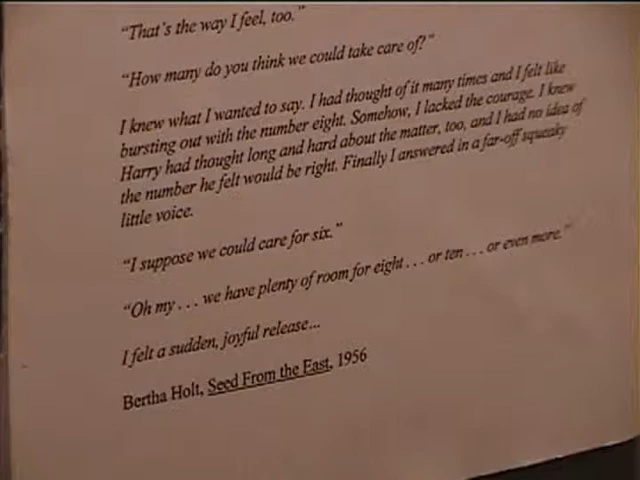 “That's the way I feel, too.”
“How many do you think we could take care of?”
I knew what I wanted to say. I had thought of it many times and I felt like
bursting out with the number eight. Somehow, I lacked the courage. I knew
Harry had thought long and hard about the matter, too, and I had no idea of
the number he felt would be right. Finally I answered in a far-off squeaky
little voice.
“I suppose we could care for six.”
“Oh my . . . we have plenty of room for eight . . . or ten . . . or even more.”
I felt a sudden, joyful release...
Bertha Holt, Seed From the East, 1956